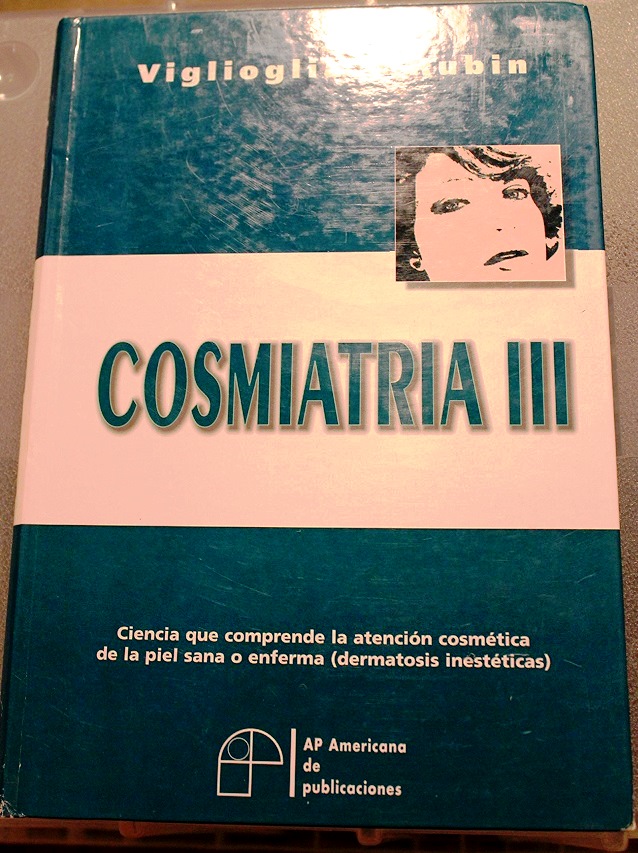 COSMIATRIA III
Ciencia que comprende la atención cosmética
de la piel sana o enferma (dermatosis inestéticas)
AP Americana
de
publicaciones